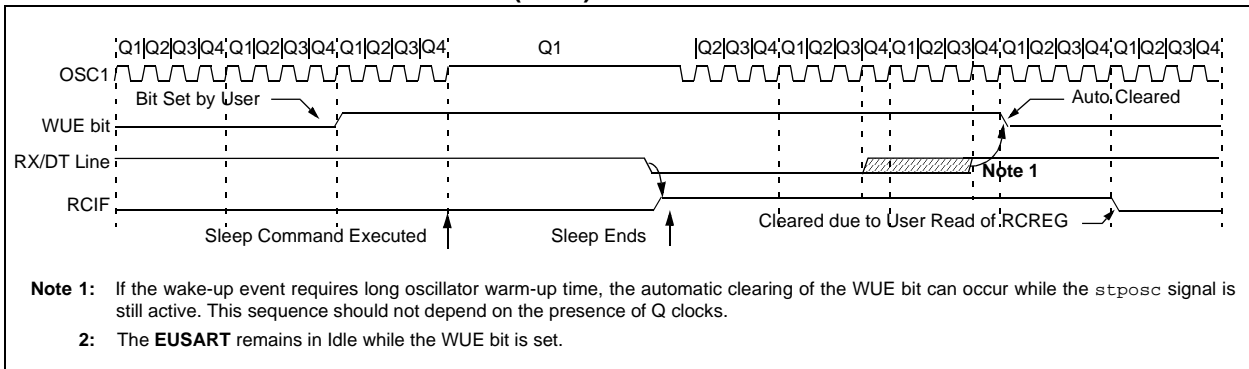 Q1 Q2 Q3 Q4 Q1 Q2 Q3 Q4 Q1 Q2 Q3 Q4 Q1 Q2 Q3 Q4 Q1 Q2 Q3 Q4 Q1 Q2 Q3 Q4 Q1 Q2 Q3 Q4 Q1 Q2 Q3 Q4
OSC1
Bit Set by User
Auto Cleared
WUE bit
RX/DT Line
Note 1
RCIF
Cleared due to User Read of RCREG
Sleep Command Executed
Sleep Ends
Note 1: If the wake-up event requires long oscillator warm-up time, the automatic clearing of the WUE bit can occur while the stposc signal is
still active. This sequence should not depend on the presence of Q clocks.
2: The EUSART remains in Idle while the WUE bit is set.